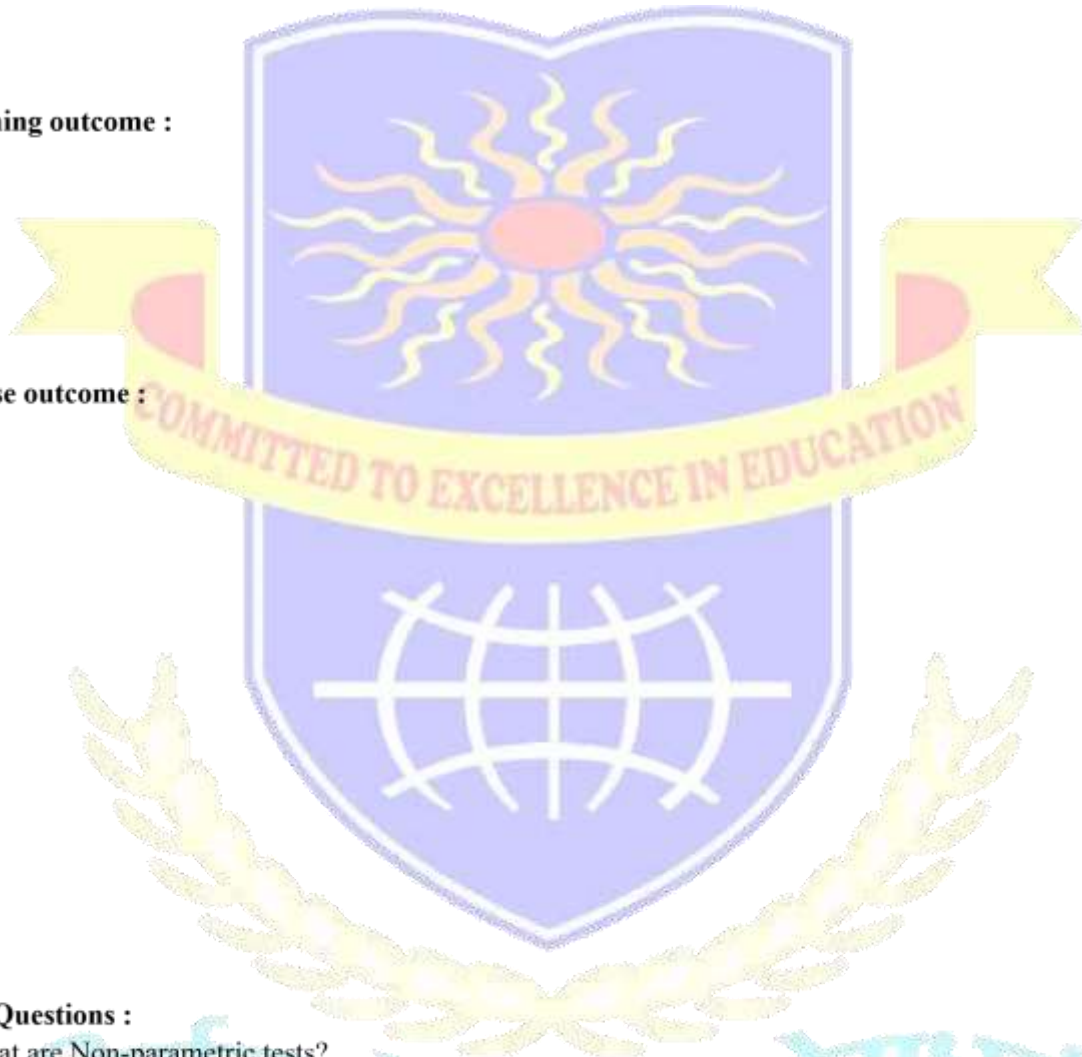 ing outcome :
se outcome :
COMMITTED TO EXCELLENCE IN EDUCATION
Questions :
at are Non-parametric tests?